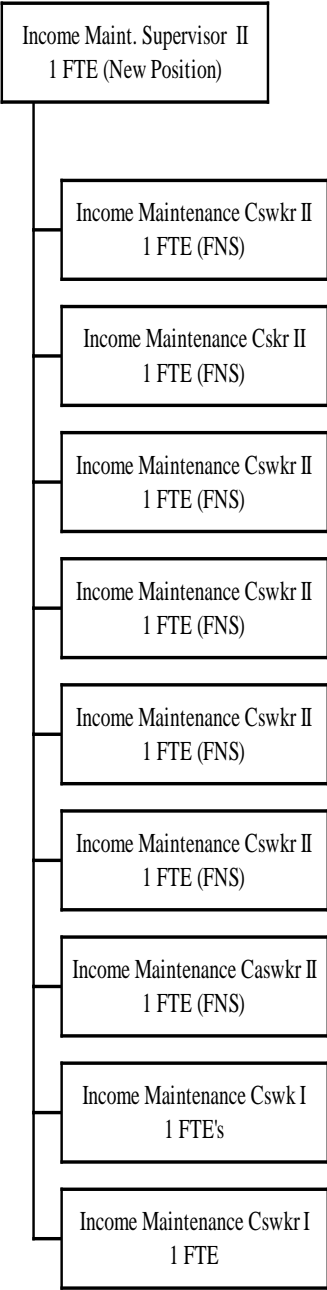 Income Maint. Supervisor II
1 FTE (New Position)
Income Maintenance Cswkr II
1 FTE (FNS)
Income Maintenance Cskr II
1 FTE (FNS)
Income Maintenance Cswkr II
1 FTE (FNS)
Income Maintenance Cswkr II
1 FTE (FNS)
Income Maintenance Cswkr II
1 FTE (FNS)
Income Maintenance Cswkr II
1 FTE (FNS)
Income Maintenance Caswkr II
1 FTE (FNS)
Income Maintenance Cswk I
1 FTE's
Income Maintenance Cswkr I
1 FTE